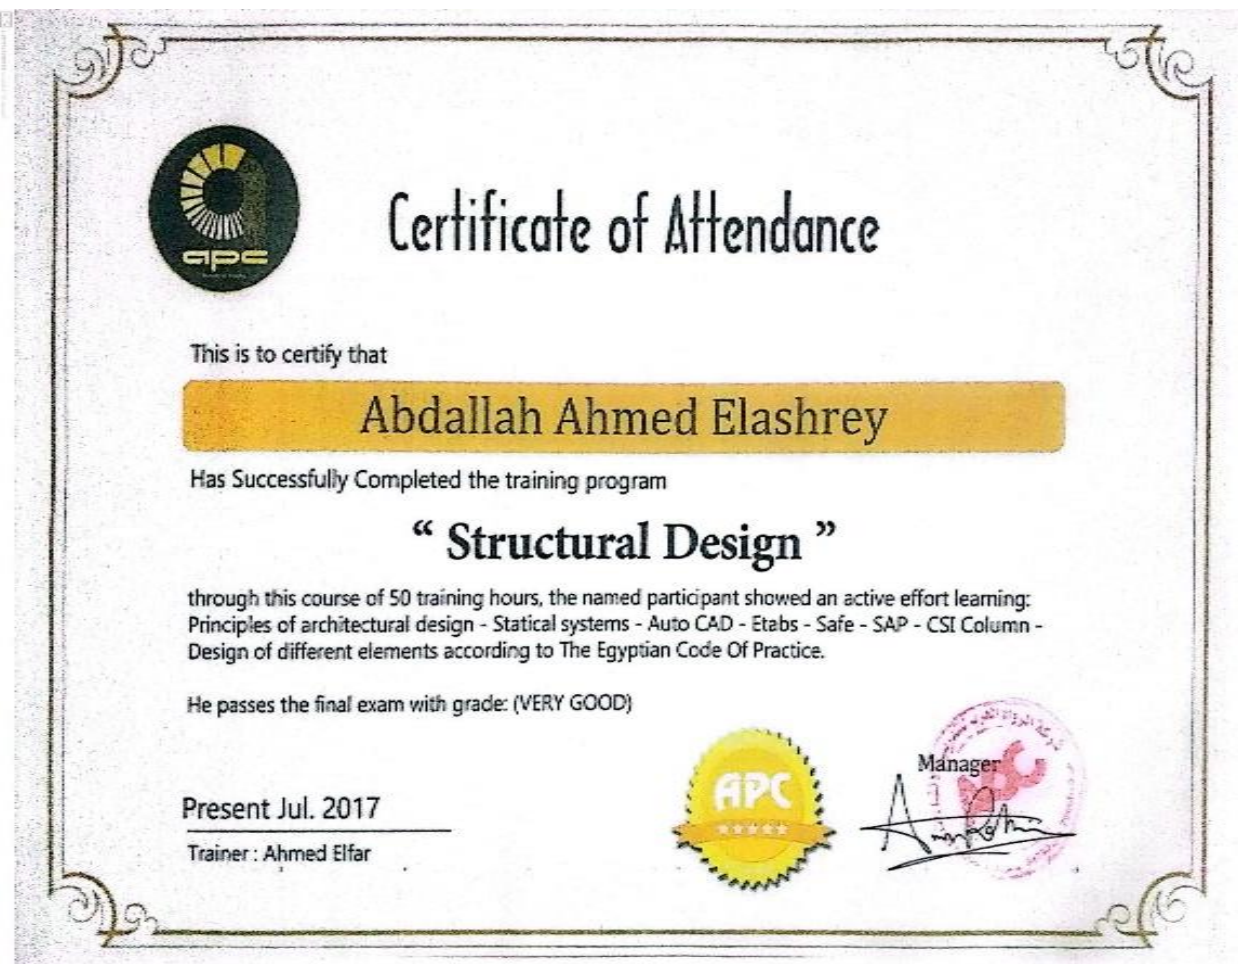 apc
Certificate of Attendance
This is to certify that
Abdallah Ahmed Elashrey
Has Successfully Completed the training program
“ Structural Design ”
through this course of 50 training hours, the named participant showed an active effort learning:
Principles of architectural design - Statical systems - Auto CAD - Etabs - Safe - SAP - CSI Column -
Design of different elements according to The Egyptian Code Of Practice.
He passes the final exam with grade: (VERY GOOD)
APC
Manager
Present Jul. 2017
Trainer : Ahmed Elfar